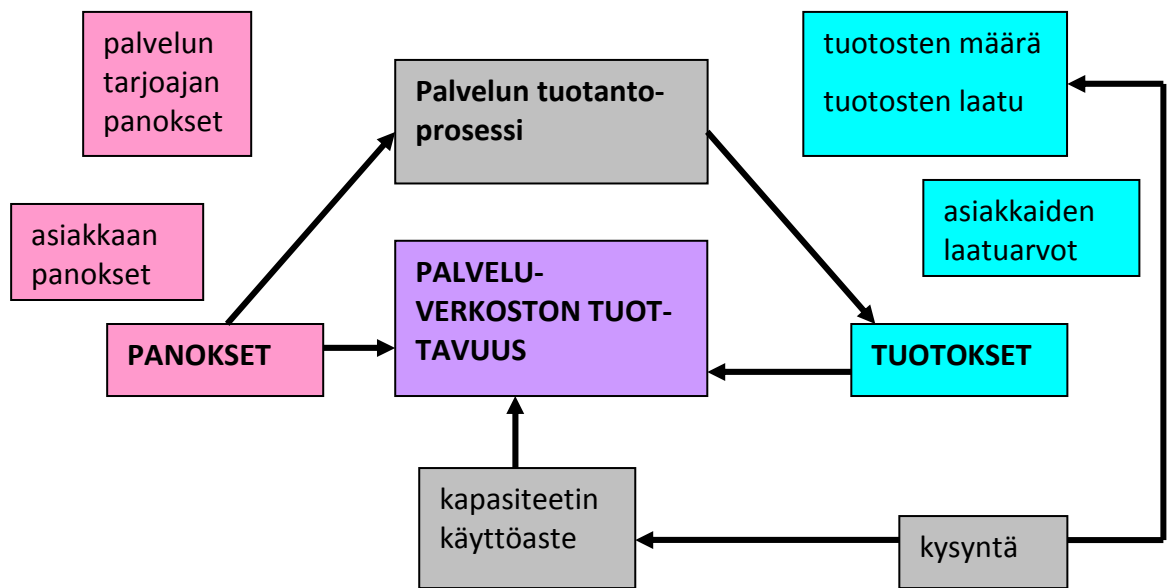 palvelun
tarjoajan
panokset
Palvelun tuotanto-
prosessi
tuotosten määrä
tuotosten laatu
asiakkaan
panokset
asiakkaiden
laatuarvot
PANOKSET
PALVELU-
VERKOSTON TUOT-
TAVUUS
TUOTOKSET
kapasiteetin
käyttöaste
kysyntä